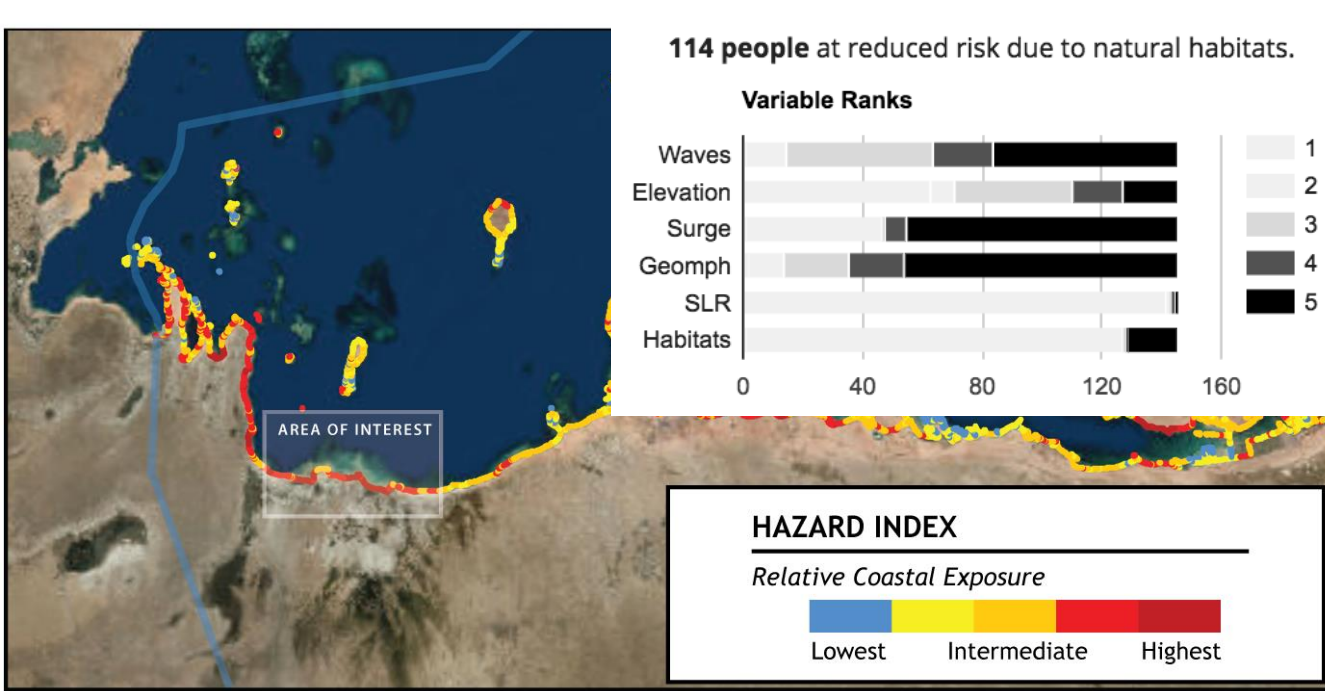 114 people at reduced risk due to natural habitats.
Variable Ranks
Waves
Elevation
Surge
Geomph
SLR
Habitats
0 40 80 120 160
1
2
3
4
5
AREA OF INTEREST
HAZARD INDEX
Relative Coastal Exposure
Lowest Intermediate Highest